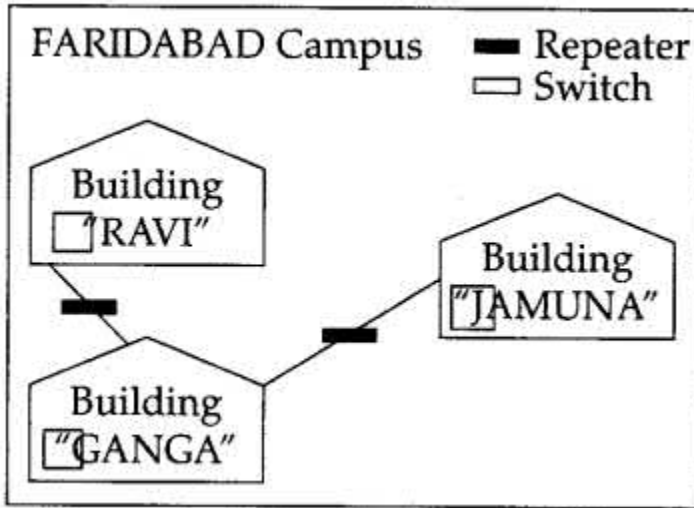 FARIDABAD Campus
Repeater
Switch
Building
"RAVI"
Building
"JAMUNA"
Building
"GANGA"